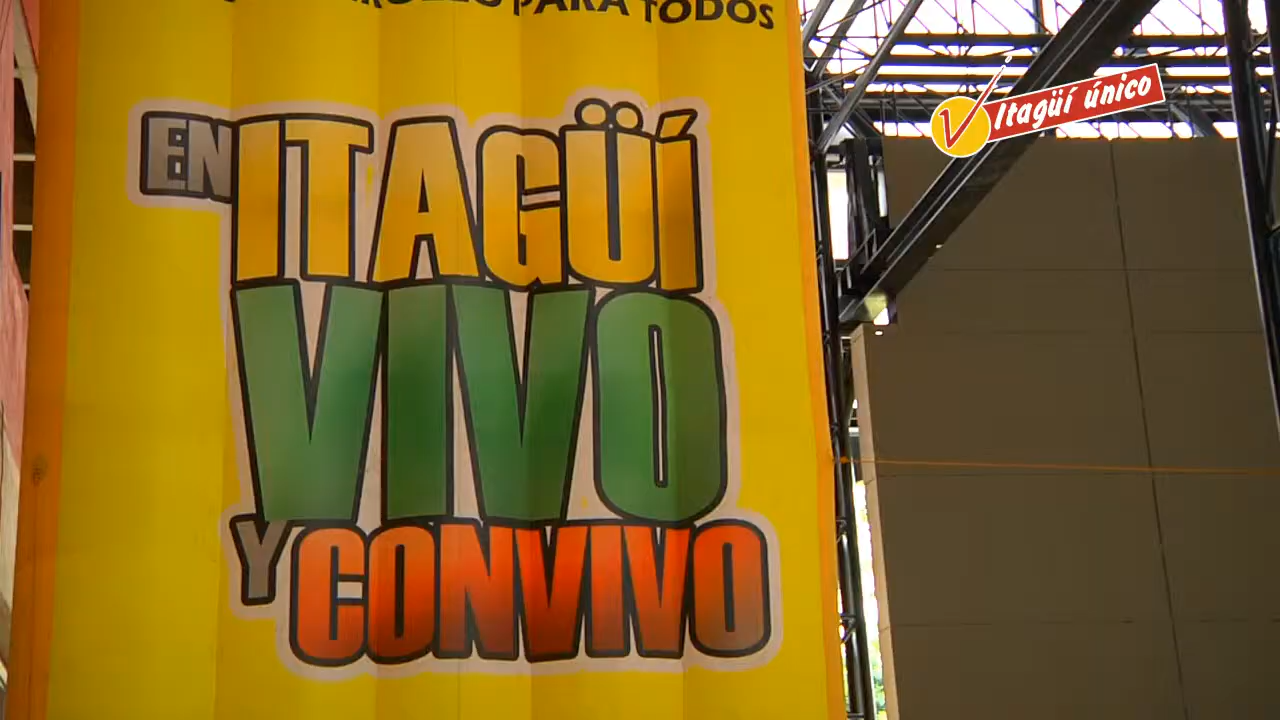 PARA TODOS
EN ITAGÜÍ
VIVO
Y CONVIVO
Itagüí único